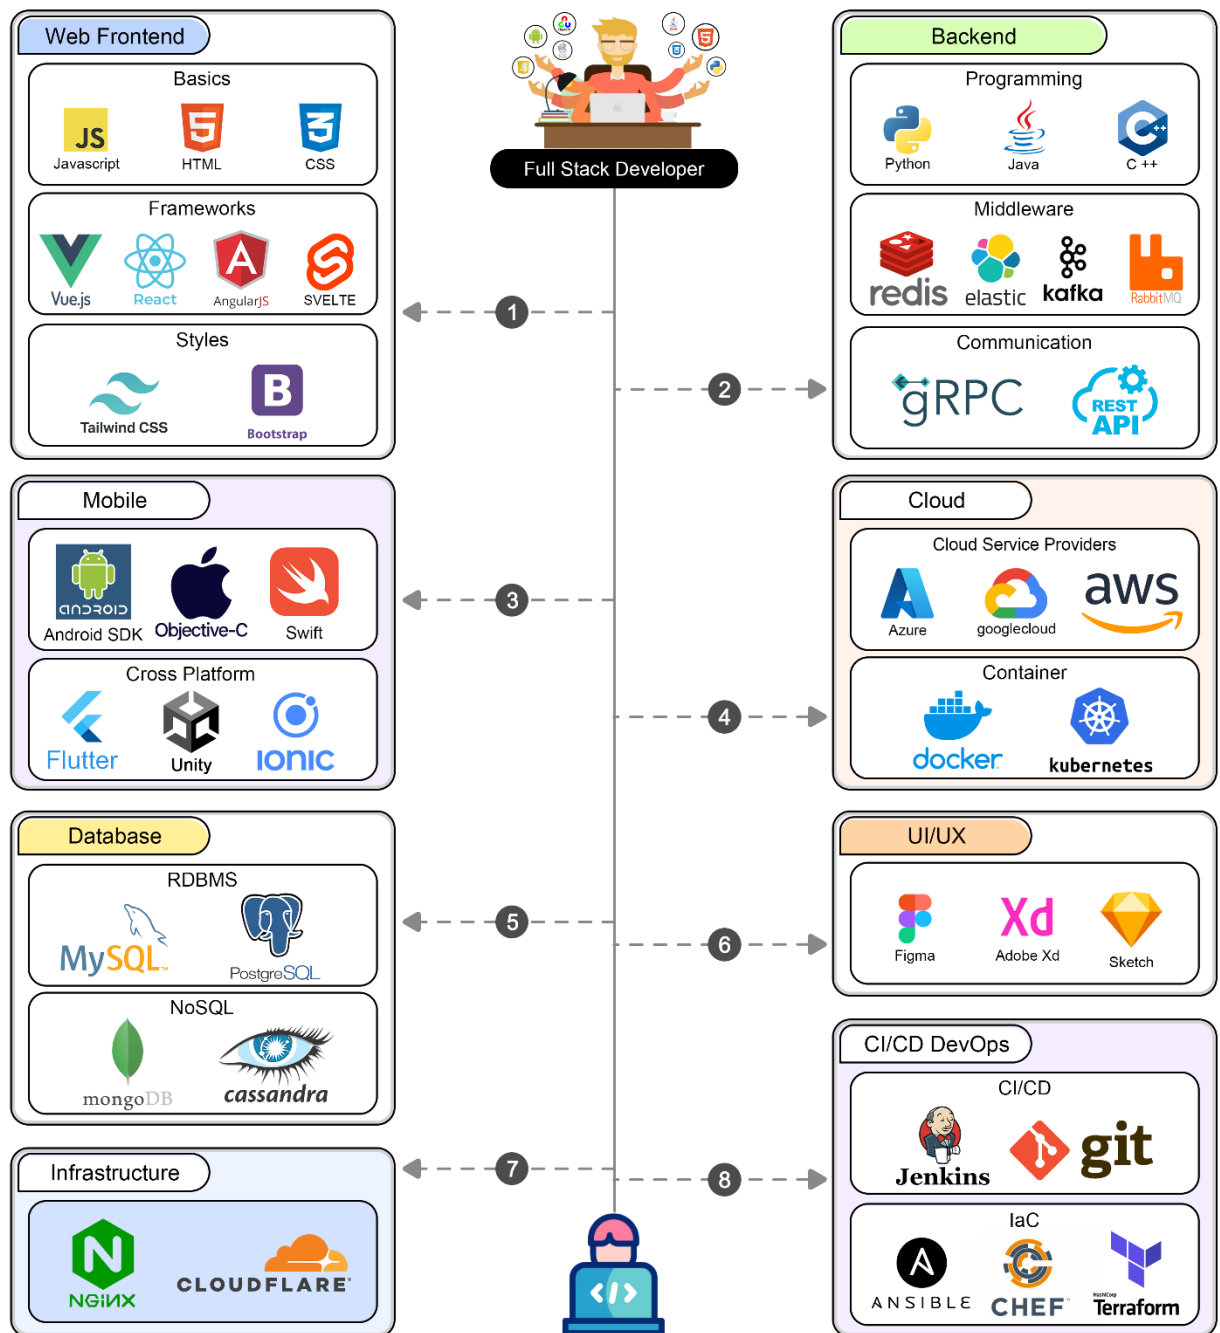 Full Stack Developer
Web Frontend
Basics
JS
Javascript
HTML
CSS
Frameworks
Vue.js
React
AngularJS
SVELTE
Styles
Tailwind CSS
B
Bootstrap
1
Backend
Programming
Python
Java
C++
C ++
Middleware
redis
elastic
kafka
RabbitMQ
Communication
gRPC
REST
API
2
Mobile
ANDROID
Android SDK
Objective-C
Swift
Cross Platform
Flutter
Unity
IONIC
3
Cloud
Cloud Service Providers
Azure
googlecloud
aws
Container
docker
kubernetes
4
Database
RDBMS
MySQL™
PostgreSQL
NoSQL
mongoDB
cassandra
5
UI/UX
Figma
Xd
Adobe Xd
Sketch
6
Infrastructure
N
NGINX
CLOUDFLARE
7
CI/CD DevOps
CI/CD
Jenkins
git
IaC
A
ANSIBLE
CHEF™
HashiCorp
Terraform
8
</>